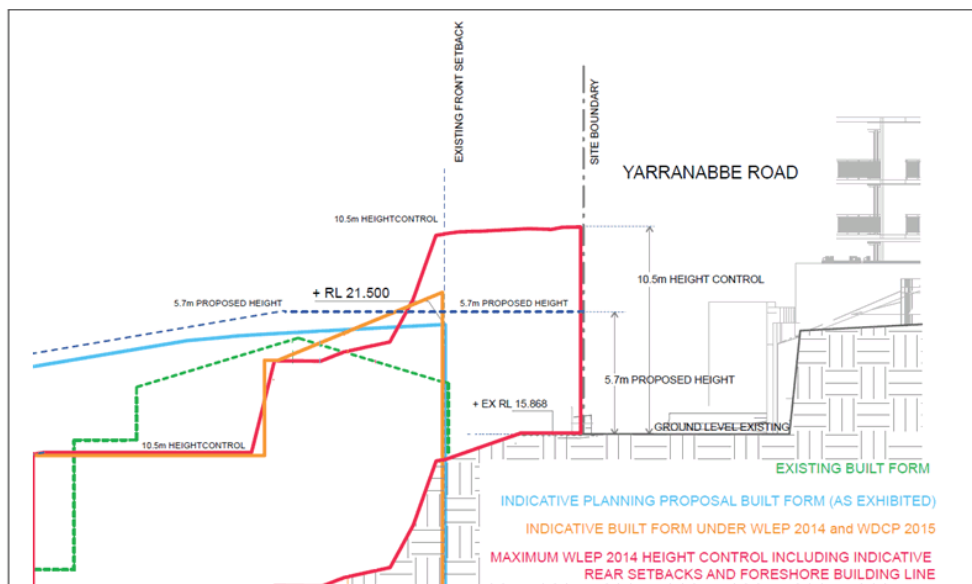 EXISTING FRONT SETBACK
SITE BOUNDARY
YARRANABBE ROAD
10.5m HEIGHTCONTROL
10.5m HEIGHT CONTROL
+ RL 21.500
5.7m PROPOSED HEIGHT
5.7m PROPOSED HEIGHT
5.7m PROPOSED HEIGHT
+ EX RL 15.868
GROUND LEVEL EXISTING
10.5m HEIGHTCONTROL
EXISTING BUILT FORM
INDICATIVE PLANNING PROPOSAL BUILT FORM (AS EXHIBITED)
INDICATIVE BUILT FORM UNDER WLEP 2014 and WDCP 2015
MAXIMUM WLEP 2014 HEIGHT CONTROL INCLUDING INDICATIVE
REAR SETBACKS AND FORESHORE BUILDING LINE